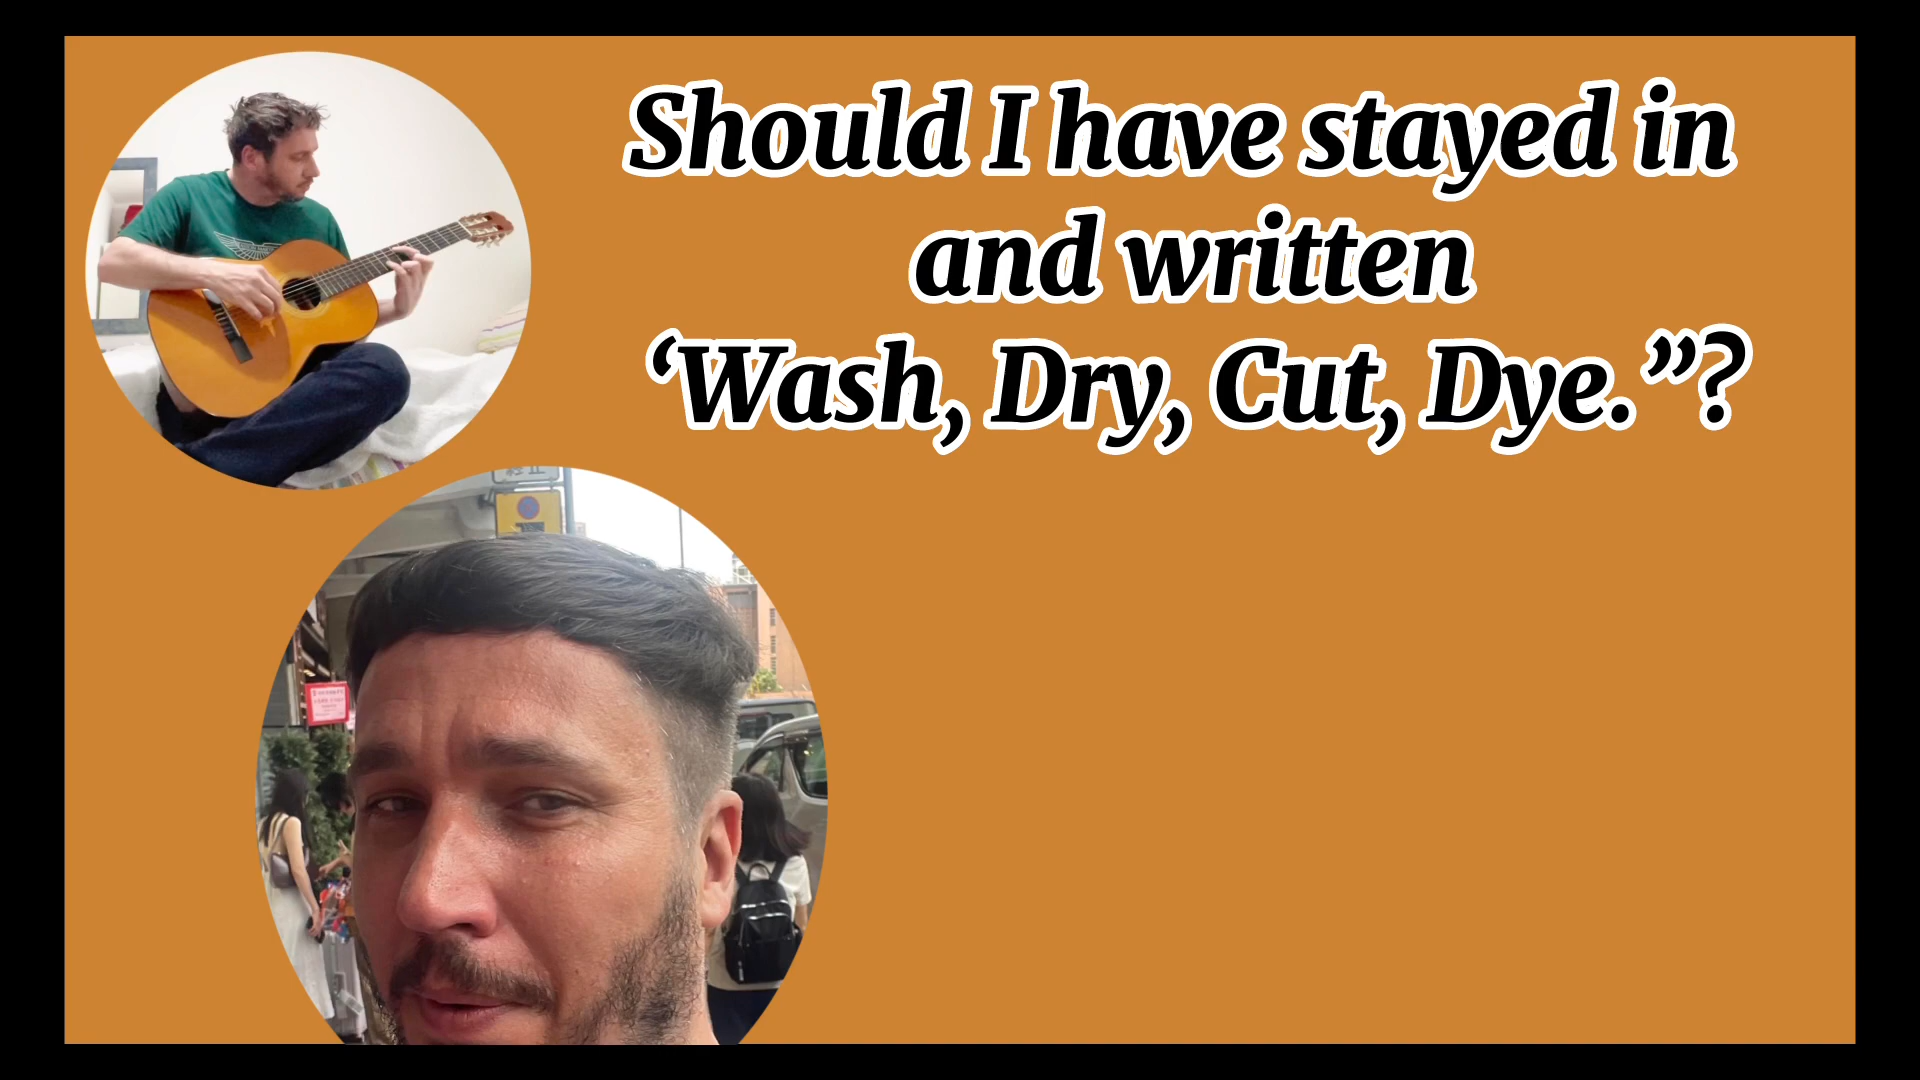 Should I have stayed in
and written
‘Wash, Dry, Cut, Dye.”?